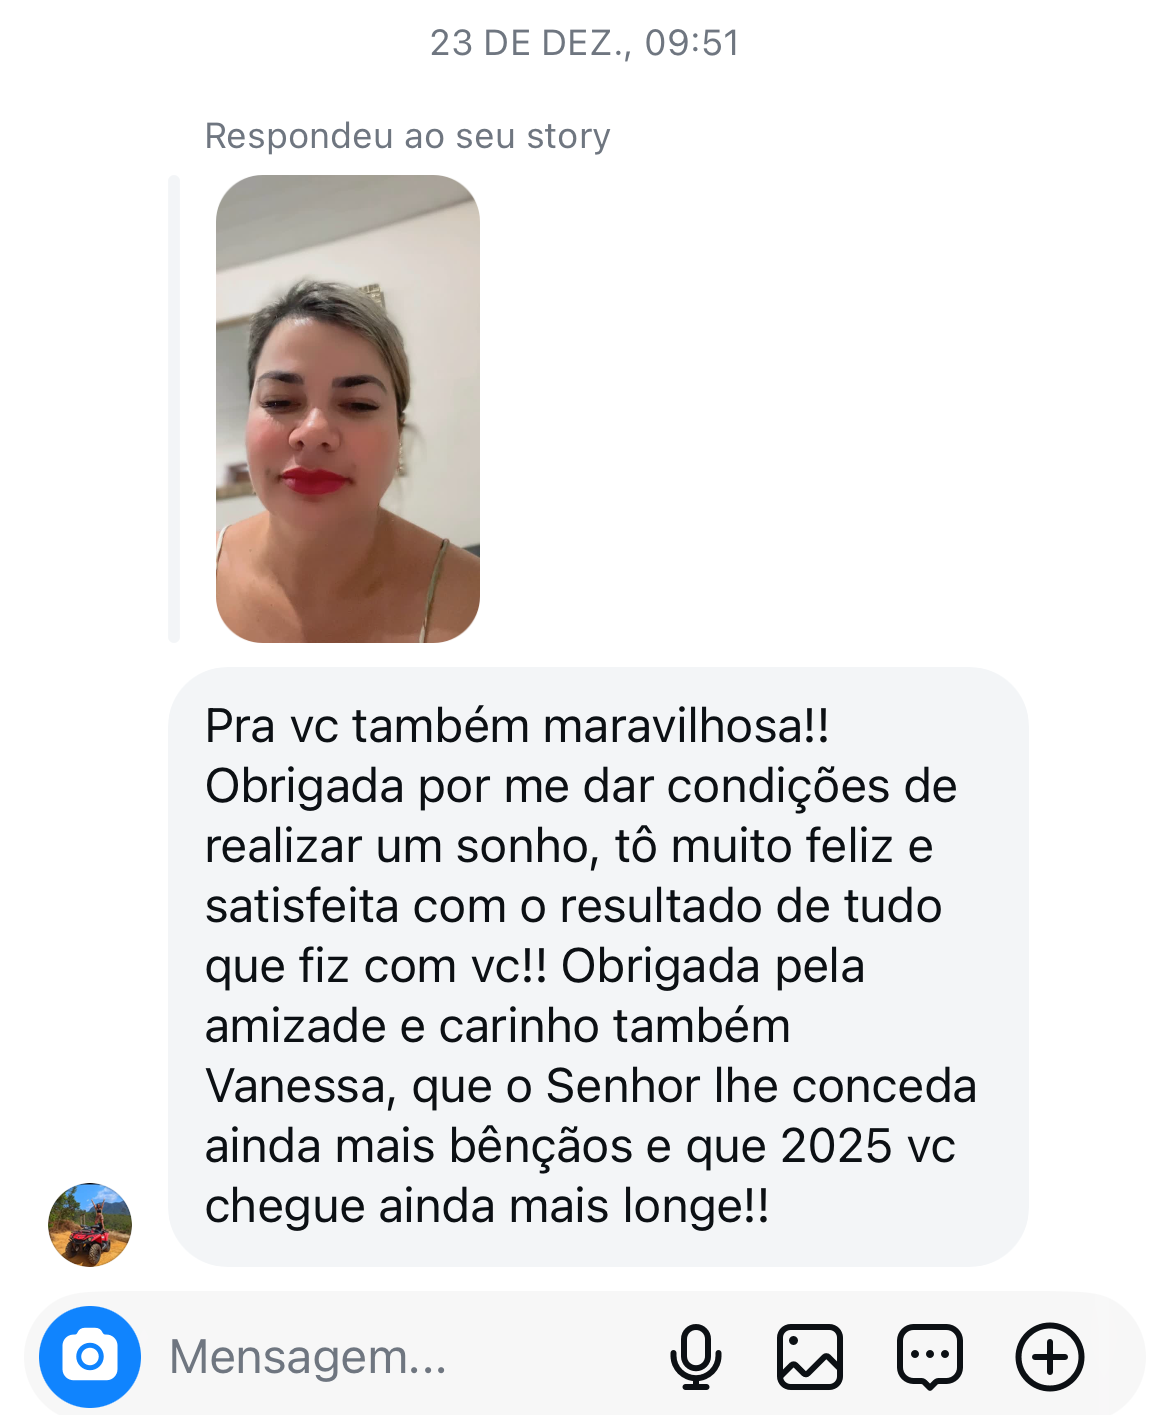 23 DE DEZ., 09:51
Respondeu ao seu story
Pra vc também maravilhosa!!
Obrigada por me dar condições de
realizar um sonho, tô muito feliz e
satisfeita com o resultado de tudo
que fiz com vc!! Obrigada pela
amizade e carinho também
Vanessa, que o Senhor lhe conceda
ainda mais bênçãos e que 2025 vc
chegue ainda mais longe!!
Mensagem...